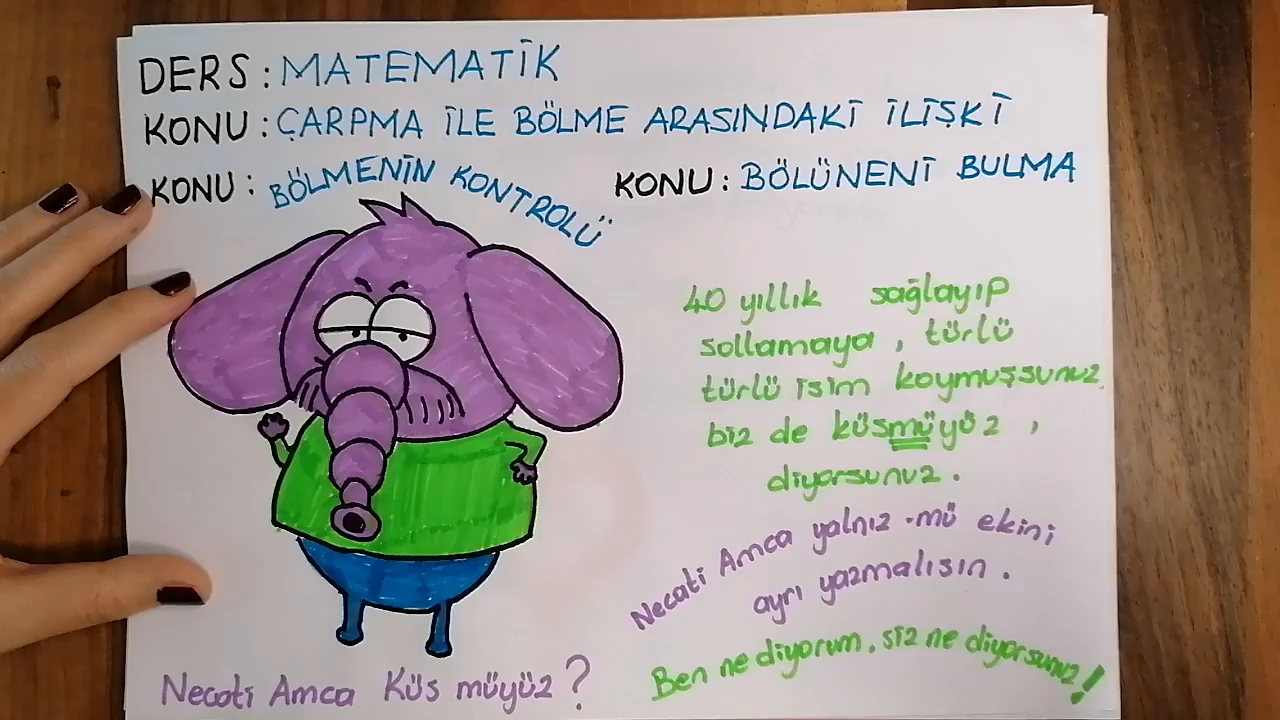 DERS : MATEMATİK
KONU : ÇARPMA İLE BÖLME ARASINDAKİ İLİŞKİ
KONU : BÖLMENİN KONTROLÜ
KONU : BÖLÜNENİ BULMA
40 yıllık sağlayıp
sollamaya , türlü
türlü isim koymuşsunuz,
biz de küsmüyüz ,
diyorsunuz .
Necati Amca yalnız -mü ekini
ayrı yazmalısın .
Ben ne diyorum, siz ne diyorsunuz!
Necati Amca Küs müyüz ?